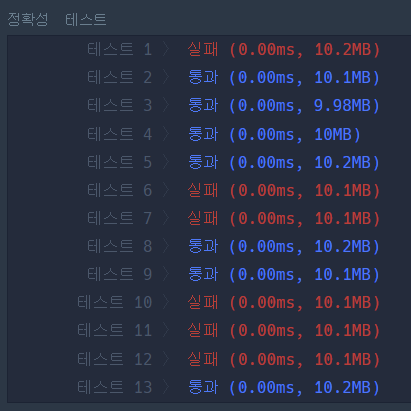 정확성 테스트
테스트 1 〉 실패 (0.00ms, 10.2MB)
테스트 2 〉 통과 (0.00ms, 10.1MB)
테스트 3 〉 통과 (0.00ms, 9.98MB)
테스트 4 〉 통과 (0.00ms, 10MB)
테스트 5 〉 통과 (0.00ms, 10.2MB)
테스트 6 〉 실패 (0.00ms, 10.1MB)
테스트 7 〉 실패 (0.00ms, 10.1MB)
테스트 8 〉 통과 (0.00ms, 10.2MB)
테스트 9 〉 통과 (0.00ms, 10.1MB)
테스트 10 〉 실패 (0.00ms, 10.1MB)
테스트 11 〉 실패 (0.00ms, 10.1MB)
테스트 12 〉 실패 (0.00ms, 10.1MB)
테스트 13 〉 통과 (0.00ms, 10.2MB)